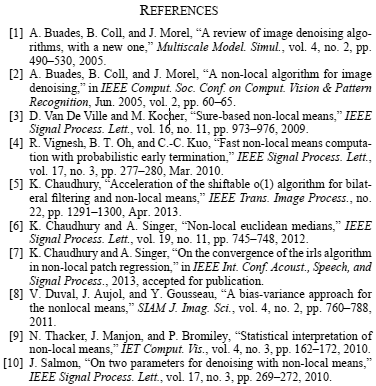 REFERENCES
[1] A. Buades, B. Coll, and J. Morel, “A review of image denoising algo-
rithms, with a new one,” Multiscale Model. Simul., vol. 4, no. 2, pp.
490–530, 2005.
[2] A. Buades, B. Coll, and J. Morel, “A non-local algorithm for image
denoising,” in IEEE Comput. Soc. Conf. on Comput. Vision & Pattern
Recognition, Jun. 2005, vol. 2, pp. 60–65.
[3] D. Van De Ville and M. Kocher, “Sure-based non-local means,” IEEE
Signal Process. Lett., vol. 16, no. 11, pp. 973–976, 2009.
[4] R. Vignesh, B. T. Oh, and C.-C. Kuo, “Fast non-local means computa-
tion with probabilistic early termination,” IEEE Signal Process. Lett.,
vol. 17, no. 3, pp. 277–280, Mar. 2010.
[5] K. Chaudhury, “Acceleration of the shiftable o(1) algorithm for bilat-
eral filtering and non-local means,” IEEE Trans. Image Process., no.
22, pp. 1291–1300, Apr. 2013.
[6] K. Chaudhury and A. Singer, “Non-local euclidean medians,” IEEE
Signal Process. Lett., vol. 19, no. 11, pp. 745–748, 2012.
[7] K. Chaudhury and A. Singer, “On the convergence of the irls algorithm
in non-local patch regression,” in IEEE Int. Conf. Acoust., Speech, and
Signal Process., 2013, accepted for publication.
[8] V. Duval, J. Aujol, and Y. Gousseau, “A bias-variance approach for
the nonlocal means,” SIAM J. Imag. Sci., vol. 4, no. 2, pp. 760–788,
2011.
[9] N. Thacker, J. Manjon, and P. Bromiley, “Statistical interpretation of
non-local means,” IET Comput. Vis., vol. 4, no. 3, pp. 162–172, 2010.
[10] J. Salmon, “On two parameters for denoising with non-local means,”
IEEE Signal Process. Lett., vol. 17, no. 3, pp. 269–272, 2010.